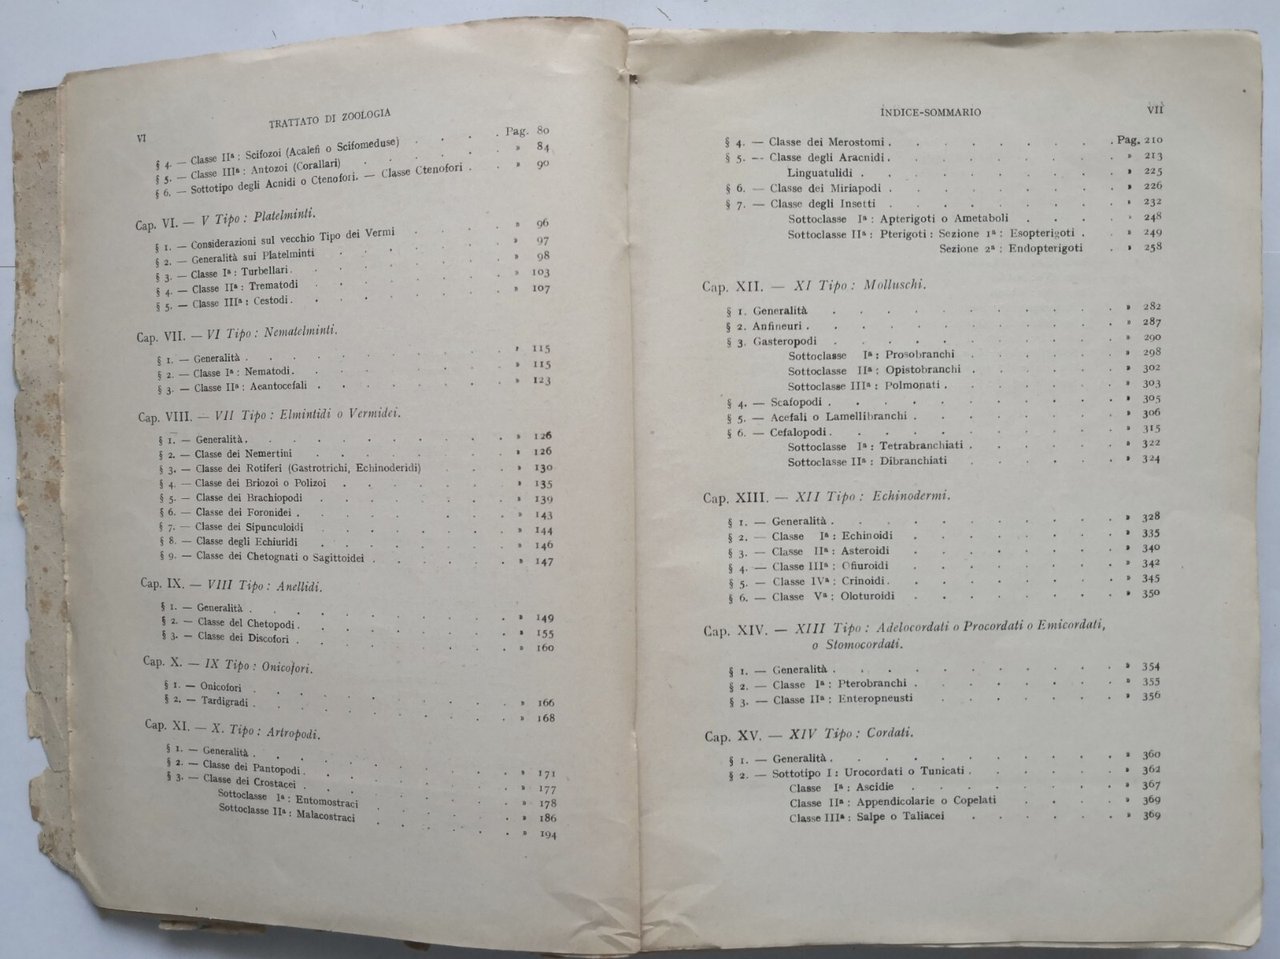 VI TRATTATO DI ZOOLOGIA
§ 4. — Classe IIª : Scifozoi (Acalefi o Scifomeduse) . . . Pag. 80
§ 5. — Classe IIIª : Antozoi (Corallari) . . . . » 84
§ 6. — Sottotipo degli Acnidi o Ctenofori. — Classe Ctenofori . . » 90
Cap. VI. — V Tipo : Platelminti.
§ 1. — Considerazioni sul vecchio Tipo dei Vermi . . . . » 96
§ 2. — Generalità sui Platelminti . . . . » 97
§ 3. — Classe Iª : Turbellari . . . . » 98
§ 4. — Classe IIª : Trematodi . . . . » 103
§ 5. — Classe IIIª : Cestodi . . . . » 107
Cap. VII. — VI Tipo : Nematelminti.
§ 1. — Generalità . . . . » 115
§ 2. — Classe Iª : Nematodi . . . . » 115
§ 3. — Classe IIª : Acantocefali . . . . » 123
Cap. VIII. — VII Tipo : Elmintidi o Vermidei.
§ 1. — Generalità . . . . » 126
§ 2. — Classe dei Nemertini . . . . » 126
§ 3. — Classe dei Rotiferi (Gastrotrichi, Echinoderidi) . . . . » 130
§ 4. — Classe dei Briozoi o Polizoi . . . . » 135
§ 5. — Classe dei Brachiopodi . . . . » 139
§ 6. — Classe dei Foronidei . . . . » 143
§ 7. — Classe dei Sipunculoidi . . . . » 144
§ 8. — Classe degli Echiuridi . . . . » 146
§ 9. — Classe dei Chetognati o Sagittoidei . . . . » 147
Cap. IX. — VIII Tipo : Anellidi.
§ 1. — Generalità . . . . » 149
§ 2. — Classe del Chetopodi . . . . » 155
§ 3. — Classe dei Discofori . . . . » 160
Cap. X. — IX Tipo : Onicofori.
§ 1. — Onicofori . . . . » 166
§ 2. — Tardigradi . . . . » 168
Cap. XI. — X. Tipo : Artropodi.
§ 1. — Generalità . . . . » 171
§ 2. — Classe dei Pantopodi . . . . » 177
§ 3. — Classe dei Crostacei . . . . » 178
Sottoclasse Iª : Entomostraci . . . . » 186
Sottoclasse IIª : Malacostraci . . . . » 194
INDICE-SOMMARIO VII
§ 4. — Classe dei Merostomi . . . . Pag. 210
§ 5. — Classe degli Aracnidi . . . . » 213
Linguatulidi . . . . » 225
§ 6. — Classe dei Miriapodi . . . . » 226
§ 7. — Classe degli Insetti . . . . » 232
Sottoclasse Iª : Apterigoti o Ametaboli . . . . » 248
Sottoclasse IIª : Pterigoti : Sezione 1ª : Esopterigoti . . » 249
Sezione 2ª : Endopterigoti . » 258
Cap. XII. — XI Tipo : Molluschi.
§ 1. Generalità . . . . » 282
§ 2. Anfineuri . . . . » 287
§ 3. Gasteropodi . . . . » 290
Sottoclasse Iª : Prosobranchi . . . . » 298
Sottoclasse IIª : Opistobranchi . . . . » 302
Sottoclasse IIIª : Polmonati . . . . » 303
§ 4. — Scafopodi . . . . » 305
§ 5. — Acefali o Lamellibranchi . . . . » 306
§ 6. — Cefalopodi . . . . » 315
Sottoclasse Iª : Tetrabranchiati . . . . » 322
Sottoclasse IIª : Dibranchiati . . . . » 324
Cap. XIII. — XII Tipo : Echinodermi.
§ 1. — Generalità . . . . » 328
§ 2. — Classe Iª : Echinoidi . . . . » 335
§ 3. — Classe IIª : Asteroidi . . . . » 340
§ 4. — Classe IIIª : Ofiuroidi . . . . » 342
§ 5. — Classe IVª : Crinoidi . . . . » 345
§ 6. — Classe Vª : Oloturoidi . . . . » 350
Cap. XIV. — XIII Tipo : Adelocordati o Procordati o Emicordati,
o Stomocordati.
§ 1. — Generalità . . . . » 354
§ 2. — Classe Iª : Pterobranchi . . . . » 355
§ 3. — Classe IIª : Enteropneusti . . . . » 356
Cap. XV. — XIV Tipo : Cordati.
§ 1. — Generalità . . . . » 360
§ 2. — Sottotipo I : Urocordati o Tunicati . . . . » 362
Classe Iª : Ascidie . . . . » 367
Classe IIª : Appendicolarie o Copelati . . . . » 369
Classe IIIª : Salpe o Taliacei . . . . » 369